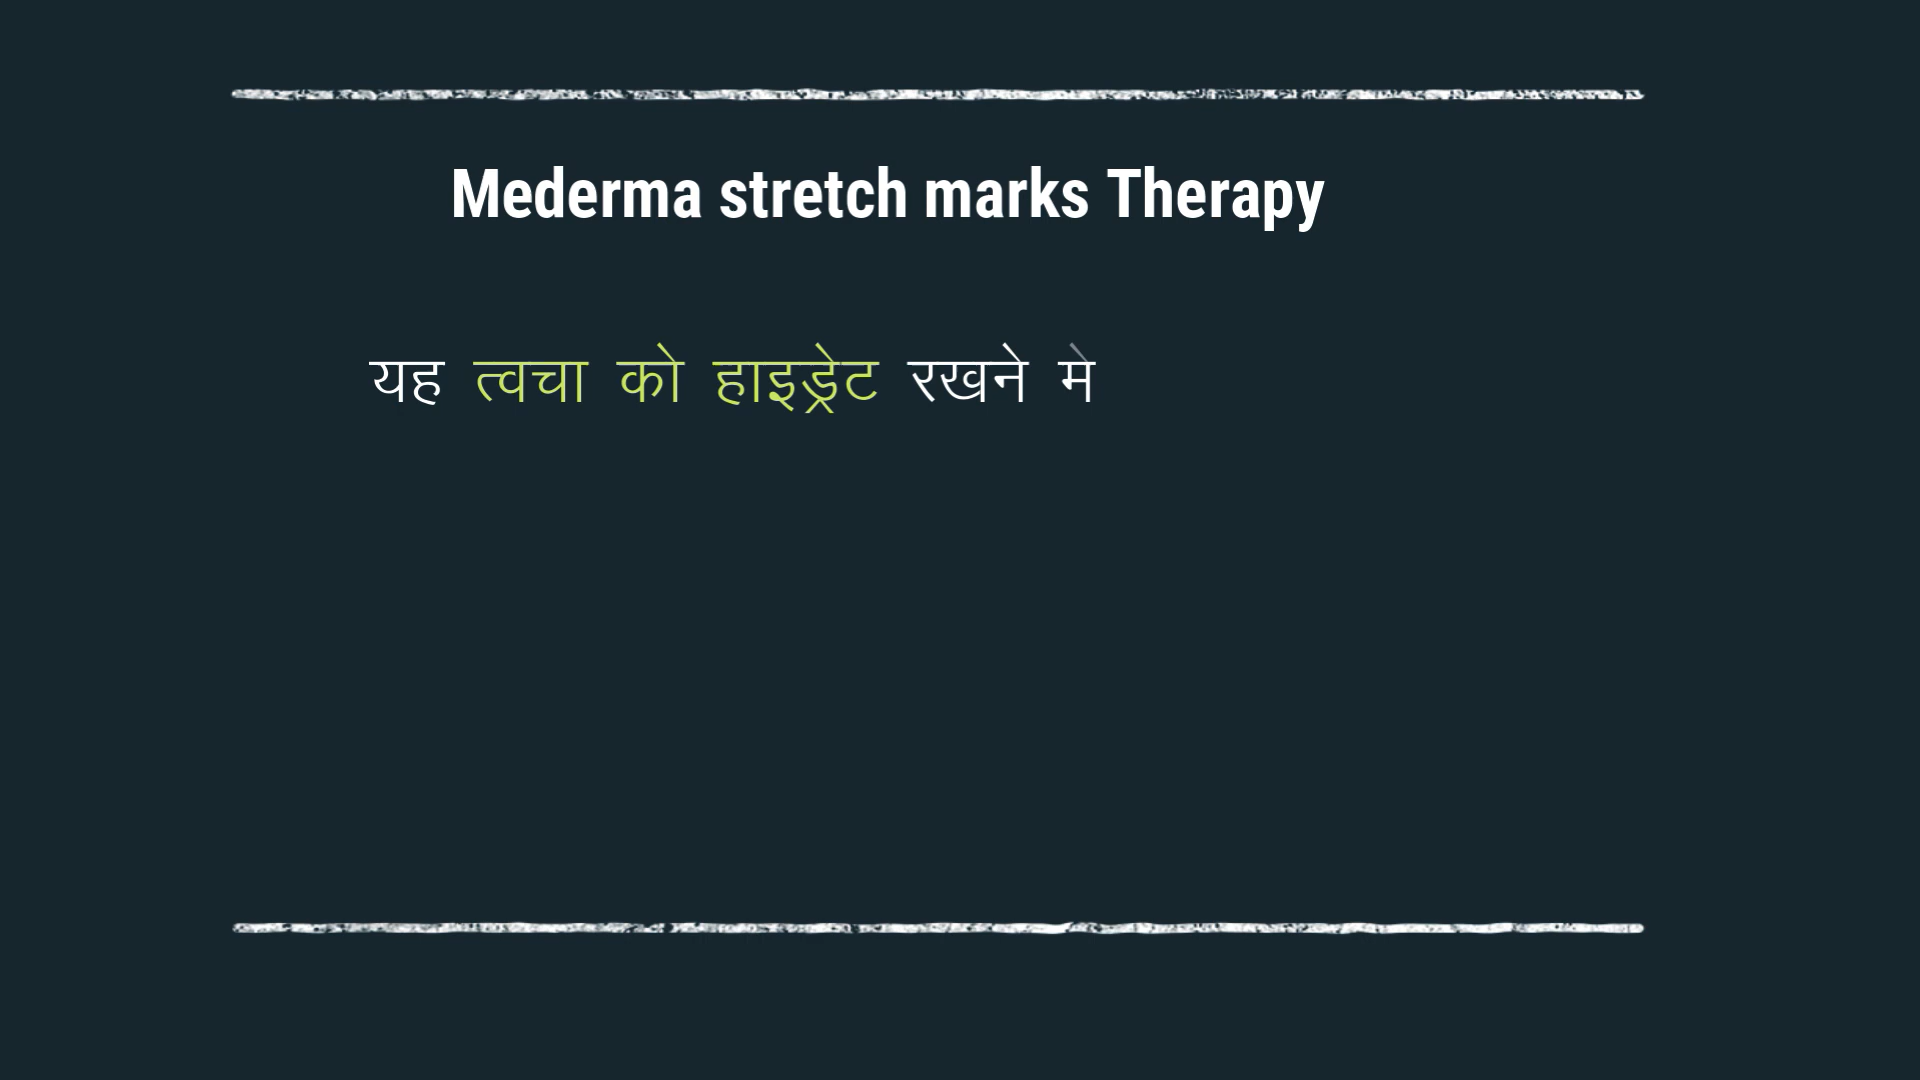 Mederma stretch marks Therapy
यह त्वचा को हाइड्रेट रखने मे